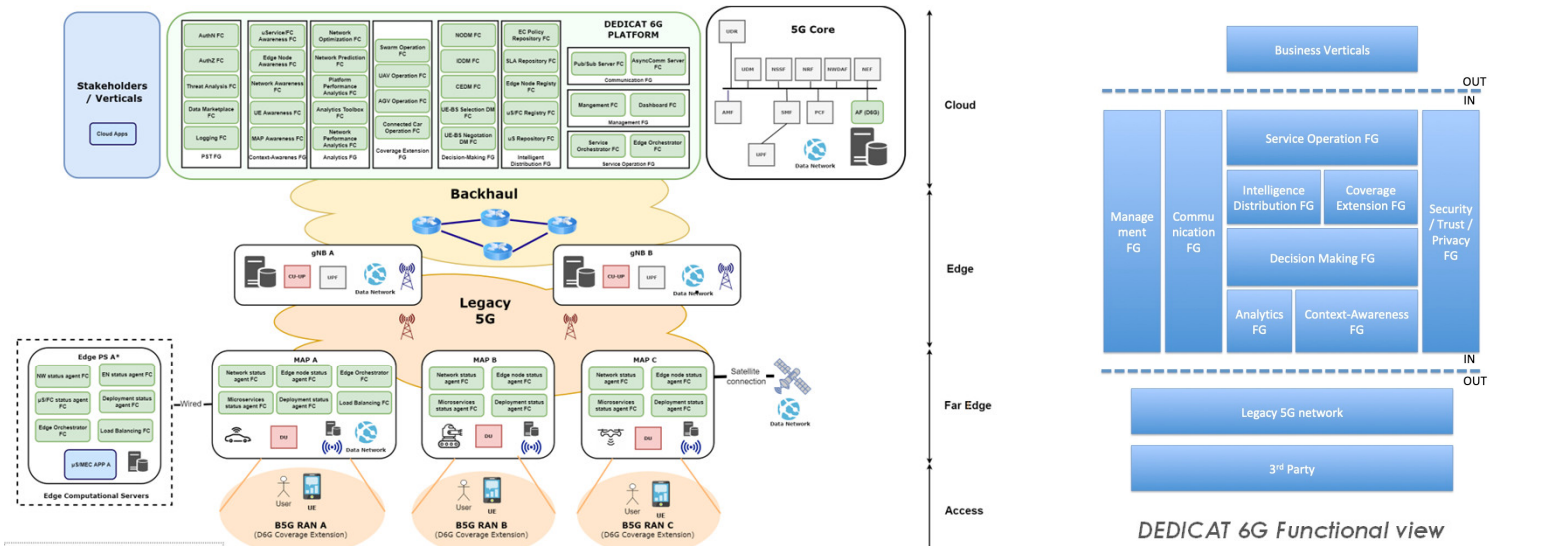 Stakeholders
/ Verticals
Cloud Apps
DEDICAT 6G
PLATFORM
AuthN FC
AuthZ FC
Threat Analysis FC
Data Marketplace
FC
Logging FC
PST FG
uService/FC
Awareness FC
Edge Node
Awareness FC
Network Awareness
FC
UE Awareness FC
MAP Awareness FC
Context-Awarenes FG
Network
Optimization FC
Network Prediction
FC
Platform
Performance
Analytics FC
Analytics Toolbox
FC
Network
Performance
Analytics FC
Analytics FG
Swarm Operation
FC
UAV Operation FC
AGV Operation FC
Connected Car
Operation FC
Coverage Extension
FG
NODM FC
IDDM FC
CEDM FC
UE-BS Selection DM
FC
UE-BS Negotation
DM FC
Decision-Making FG
EC Policy
Repository FC
SLA Repository FC
Edge Node Registy
FC
uS/FC Registry FC
uS Repository FC
Intelligent
Distribution FG
Pub/Sub Server FC
AsyncComm Server
FC
Communication FG
Mangement FC
Dashboard FC
Management FG
Service
Orchestrator FC
Edge Orchestrator
FC
Service Operation FG
5G Core
UDR
UDM
NSSF
NRF
NWDAF
NEF
AMF
SMF
PCF
AF (D6G)
UPF
Data Network
Cloud
Backhaul
gNB A
CU-UP
UPF
Data Network
gNB B
CU-UP
UPF
Data Network
Edge
Legacy
5G
Edge PS A*
NW status agent FC
EN status agent FC
µS/FC status agent
FC
Deployment status
agent FC
Edge Orchestrator
FC
Load Balancing FC
µS/MEC APP A
Edge Computational Servers
Wired
MAP A
Network status
agent FC
Edge node status
agent FC
Edge Orchestrator
FC
Microservices
status agent FC
Deployment status
agent FC
Load Balancing FC
DU
Data Network
MAP B
Network status
agent FC
Edge node status
agent FC
Microservices
status agent FC
Deployment status
agent FC
DU
MAP C
Network status
agent FC
Edge node status
agent FC
Microservices
status agent FC
Deployment status
agent FC
DU
Satellite
connection
Data Network
Far Edge
User
UE
B5G RAN A
(D6G Coverage Extension)
User
UE
B5G RAN B
(D6G Coverage Extension)
User
UE
B5G RAN C
(D6G Coverage Extension)
Access
Business Verticals
OUT
IN
Manage
ment
FG
Commu
nication
FG
Service Operation FG
Intelligence
Distribution FG
Coverage
Extension FG
Decision Making FG
Analytics
FG
Context-Awareness
FG
Security
/ Trust /
Privacy
FG
IN
OUT
Legacy 5G network
3rd Party
DEDICAT 6G Functional view